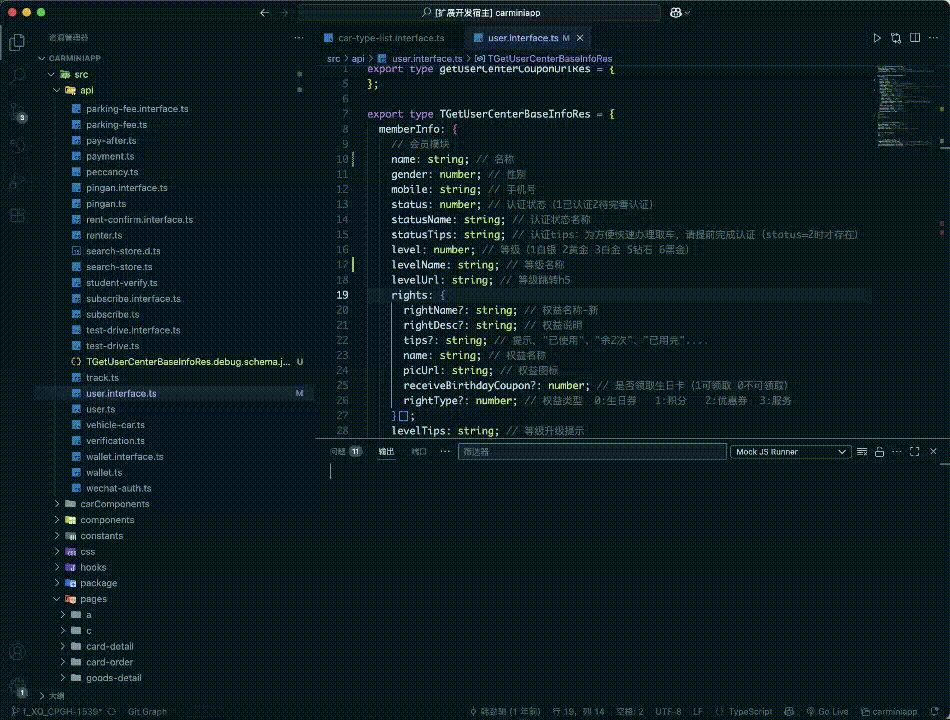 [扩展开发宿主] carminiapp
资源管理器
CARMINIAPP
src
api
parking-fee.interface.ts
parking-fee.ts
pay-after.ts
payment.ts
peccancy.ts
pingan.interface.ts
pingan.ts
rent-confirm.interface.ts
renter.ts
search-store.d.ts
search-store.ts
student-verify.ts
subscribe.interface.ts
subscribe.ts
test-drive.interface.ts
test-drive.ts
TGetUserCenterBaseInfoRes.debug.schema.j... U
track.ts
user.interface.ts M
user.ts
vehicle-car.ts
verification.ts
wallet.interface.ts
wallet.ts
wechat-auth.ts
carComponents
components
constants
css
hooks
package
pages
a
c
card-detail
card-order
goods-detail
大纲
3
1
car-type-list.interface.ts
user.interface.ts M
src > api > user.interface.ts > TGetUserCenterBaseInfoRes
1 export type getUserCenterCouponUrlRes = {
5 };
6
7 export type TGetUserCenterBaseInfoRes = {
8 memberInfo: {
9 // 会员模块
10 name: string; // 名称
11 gender: number; // 性别
12 mobile: string; // 手机号
13 status: number; // 认证状态（1已认证2待完善认证）
14 statusName: string; // 认证状态名称
15 statusTips: string; // 认证tips：为方便快速办理取车，请提前完成认证（status=2时才存在）
16 level: number; // 等级（1白银 2黄金 3白金 5钻石 6黑金）
17 levelName: string; // 等级名称
18 levelUrl: string; // 等级跳转h5
19 rights: {
20 rightName?: string; // 权益名称-新
21 rightDesc?: string; // 权益说明
22 tips?: string; // 提示，"已使用"、"余2次"、"已用完"....
23 name: string; // 权益名称
24 picUrl: string; // 权益图标
25 receiveBirthdayCoupon?: number; // 是否领取生日卡（1可领取 0不可领取）
26 rightType?: number; // 权益类型 0:生日券 1:积分 2:优惠券 3:服务
27 }[];
28 levelTips: string; // 等级升级提示
问题 11 输出 端口 ... 筛选器 Mock JS Runner
f_XQ_CPGH-1539* Git Graph
(1 年前) 行 19，列 14 空格: 2 UTF-8 LF {} TypeScript Go Live carminiapp